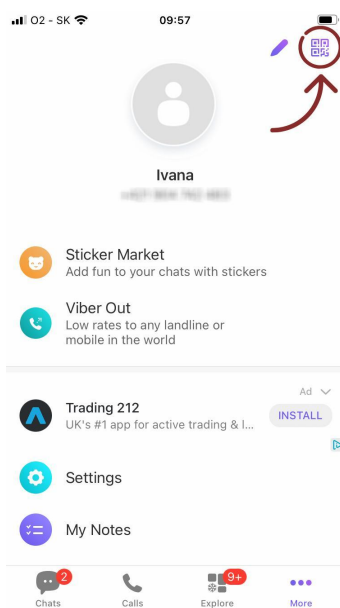 O2 - SK
09:57
Ivana
Sticker Market
Add fun to your chats with stickers
Viber Out
Low rates to any landline or
mobile in the world
Ad
Trading 212
UK's #1 app for active trading & I...
INSTALL
Settings
My Notes
2
9+
Chats
Calls
Explore
More